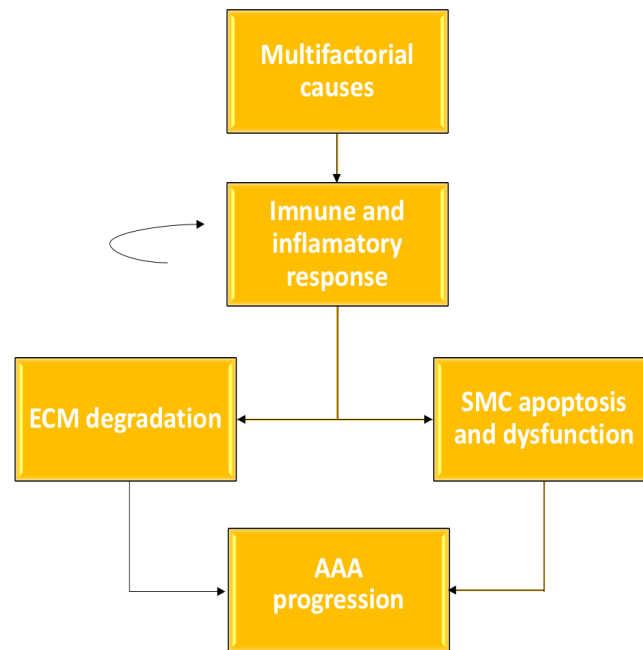 Multifactorial
causes
Imnune and
inflamatory
response
ECM degradation
SMC apoptosis
and dysfunction
AAA
progression